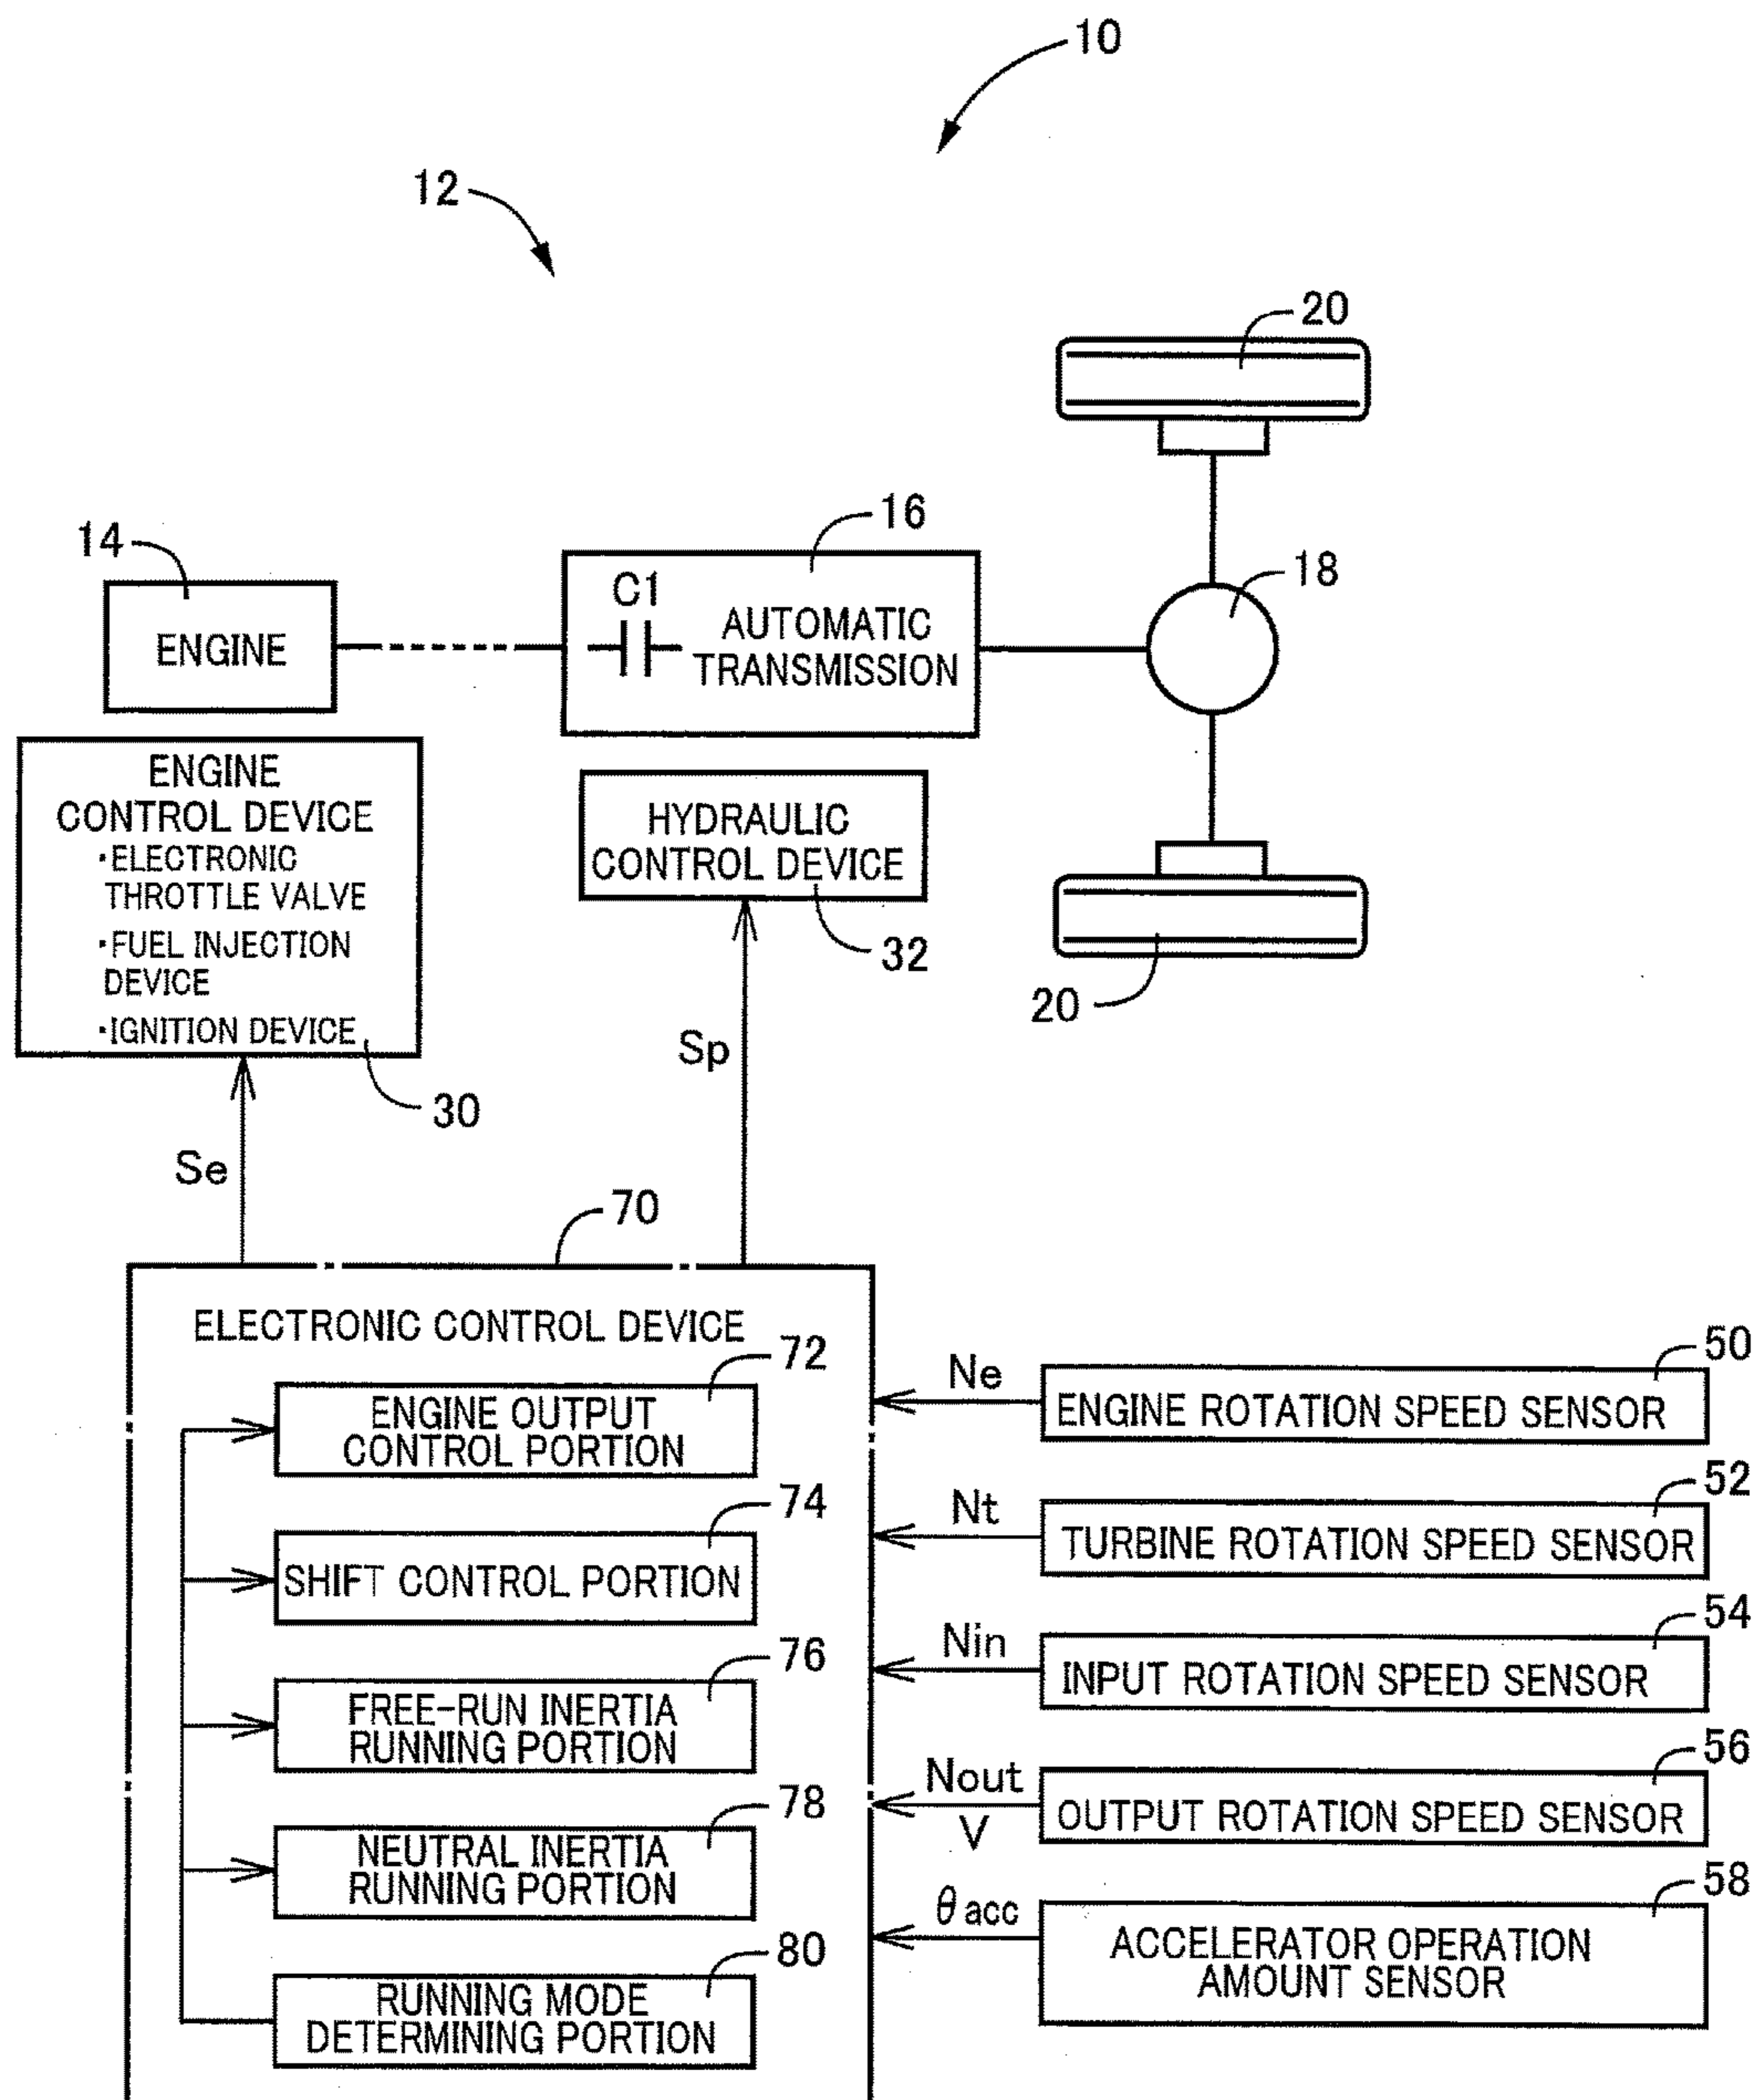 10
12
20
16
14
18
C1
AUTOMATIC
TRANSMISSION
ENGINE
ENGINE
CONTROL DEVICE
・ELECTRONIC
THROTTLE VALVE
・FUEL INJECTION
DEVICE
・IGNITION DEVICE
HYDRAULIC
CONTROL DEVICE
32
20
30
Sp
Se
70
ELECTRONIC CONTROL DEVICE
72
ENGINE OUTPUT
CONTROL PORTION
74
SHIFT CONTROL PORTION
76
FREE-RUN INERTIA
RUNNING PORTION
78
NEUTRAL INERTIA
RUNNING PORTION
80
RUNNING MODE
DETERMINING PORTION
50
Ne
ENGINE ROTATION SPEED SENSOR
52
Nt
TURBINE ROTATION SPEED SENSOR
54
Nin
INPUT ROTATION SPEED SENSOR
56
Nout
V
OUTPUT ROTATION SPEED SENSOR
58
θacc
ACCELERATOR OPERATION
AMOUNT SENSOR